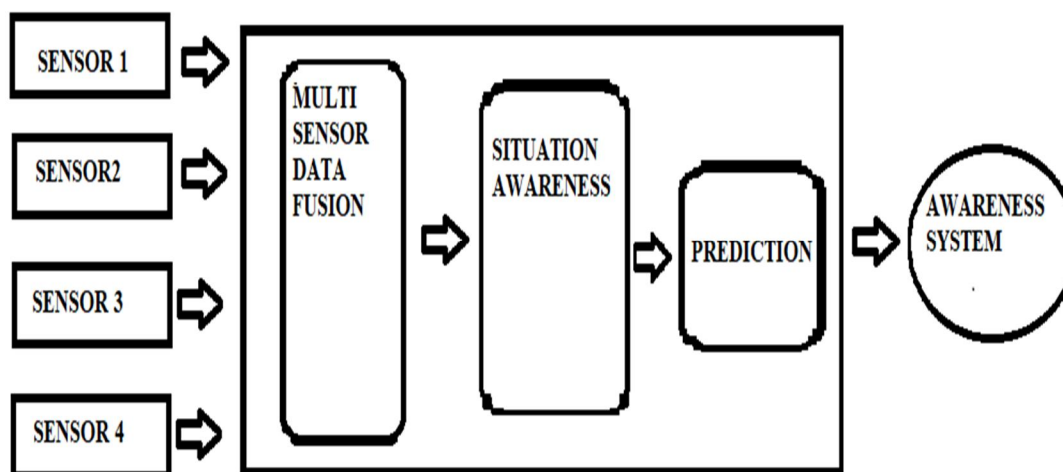 SENSOR 1
SENSOR2
SENSOR 3
SENSOR 4
MULTI
SENSOR
DATA
FUSION
SITUATION
AWARENESS
PREDICTION
AWARENESS
SYSTEM